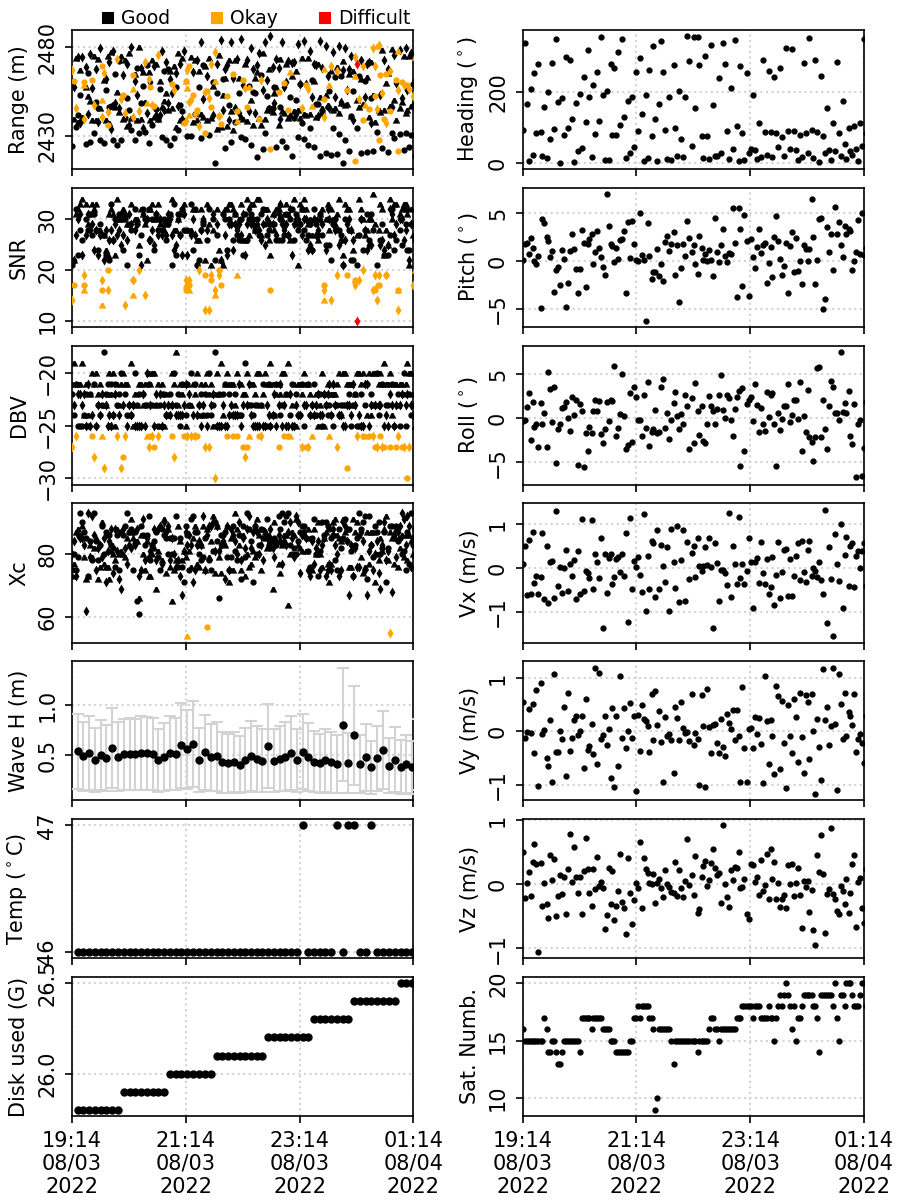 Good Okay Difficult
Range (m)
2480
2430
Heading (°)
200
0
SNR
30
20
10
Pitch (°)
5
0
−5
DBV
−20
−25
−30
Roll (°)
5
0
−5
Xc
80
60
Vx (m/s)
1
0
−1
Wave H (m)
1.0
0.5
Vy (m/s)
1
0
−1
Temp (°C)
47
46
Vz (m/s)
1
0
−1
Disk used (G)
26.5
26.0
Sat. Numb.
20
15
10
19:14 21:14 23:14 01:14 19:14 21:14 23:14 01:14
08/03 08/03 08/03 08/04 08/03 08/03 08/03 08/04
2022 2022 2022 2022 2022 2022 2022 2022